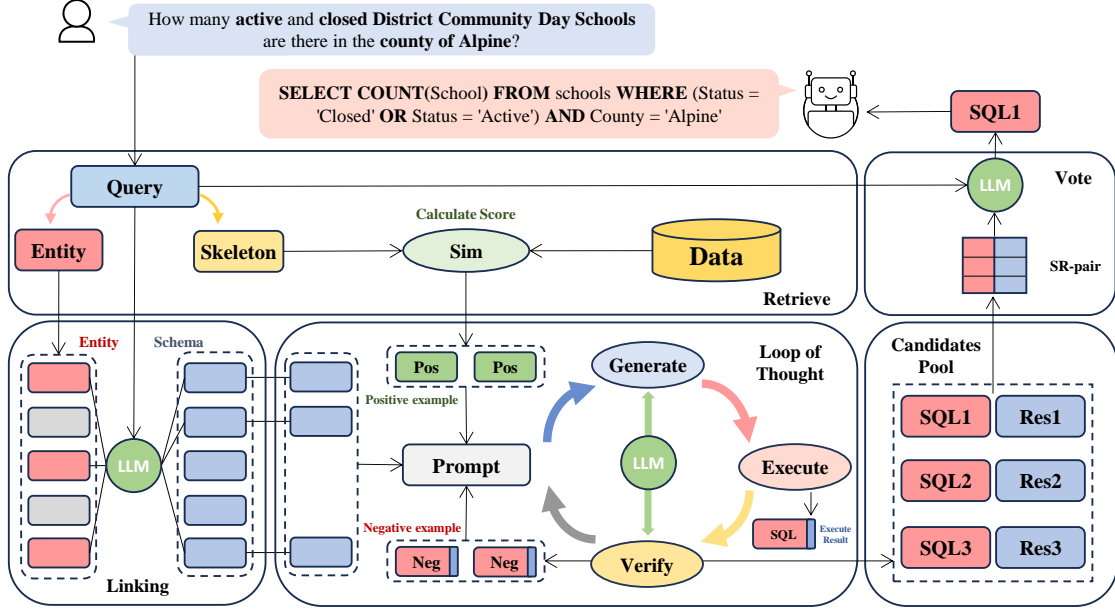 How many active and closed District Community Day Schools
are there in the county of Alpine?
SELECT COUNT(School) FROM schools WHERE (Status =
'Closed' OR Status = 'Active') AND County = 'Alpine'
SQL1
Query
LLM
Vote
Entity
Skeleton
Calculate Score
Sim
Data
SR-pair
Retrieve
Entity
Schema
LLM
Linking
Pos
Pos
Positive example
Prompt
Negative example
Neg
Neg
Generate
LLM
Verify
Execute
SQL
Execute
Result
Loop of
Thought
Candidates
Pool
SQL1
Res1
SQL2
Res2
SQL3
Res3